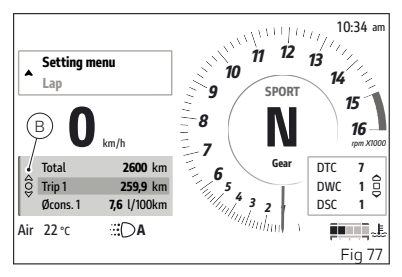 10:34 am
Setting menu
Lap
B
0 km/h
Total 2600 km
Trip 1 259,9 km
Øcons. 1 7,6 l/100km
Air 22 °C
A
2
3
4
5
6
7
8
9
10
11
12
13
14
15
16
rpm X1000
SPORT
N
Gear
DTC 7
DWC 1
DSC 1
Fig 77